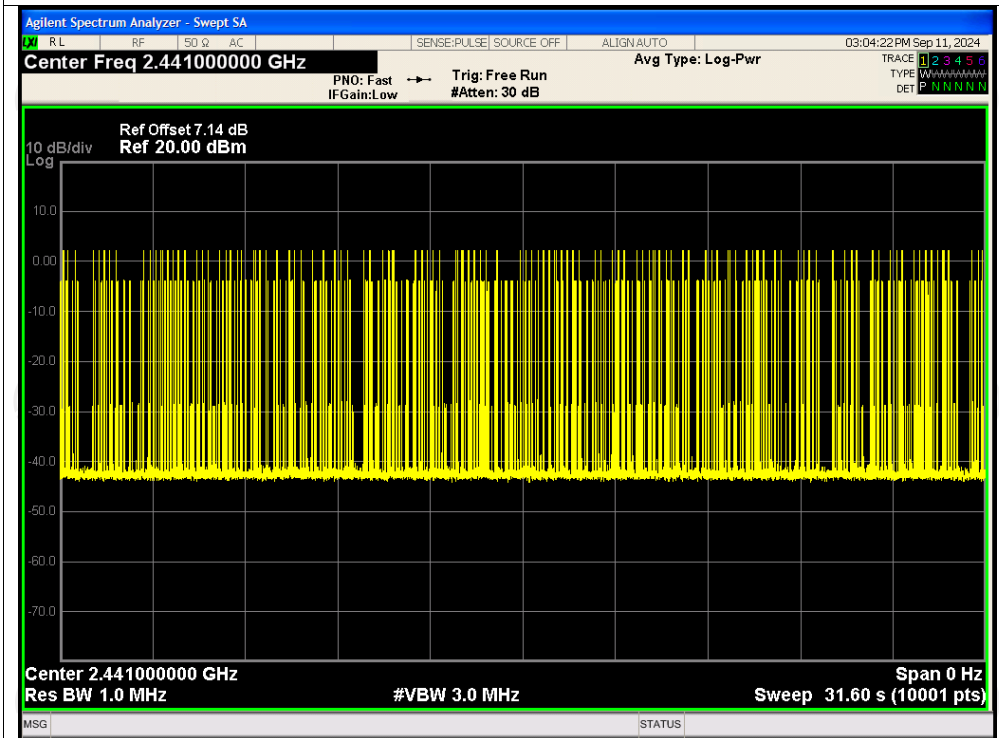 Agilent Spectrum Analyzer - Swept SA
LXI RL RF 50 Ω AC SENSE:PULSE SOURCE OFF ALIGN AUTO 03:04:22 PM Sep 11, 2024
Center Freq 2.441000000 GHz Avg Type: Log-Pwr TRACE 1 2 3 4 5 6
PNO: Fast Trig: Free Run TYPE W
IFGain:Low #Atten: 30 dB DET P N N N N N
Ref Offset 7.14 dB
10 dB/div Ref 20.00 dBm
Log
10.0
0.00
-10.0
-20.0
-30.0
-40.0
-50.0
-60.0
-70.0
Center 2.441000000 GHz Span 0 Hz
Res BW 1.0 MHz #VBW 3.0 MHz Sweep 31.60 s (10001 pts)
MSG STATUS